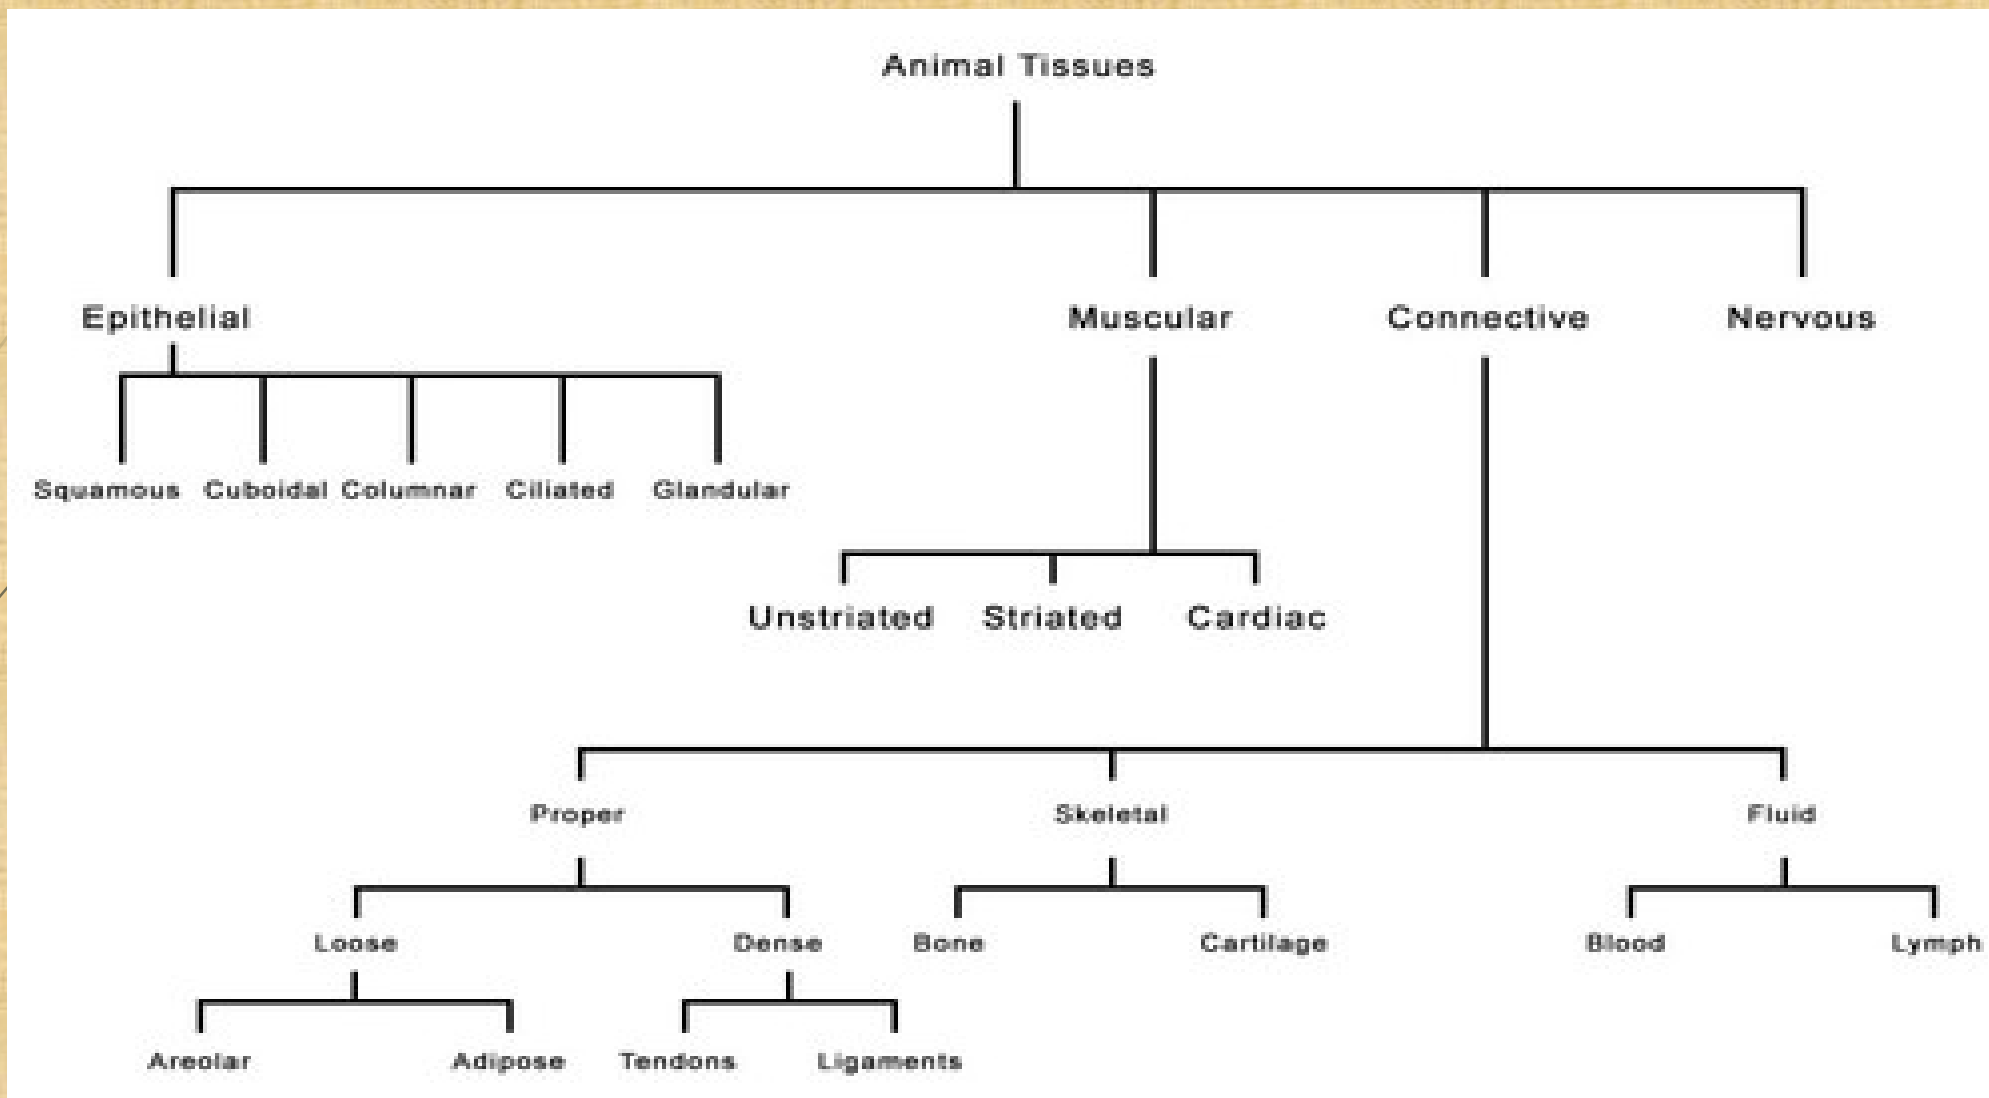 Animal Tissues
Epithelial Muscular Connective Nervous
Squamous Cuboidal Columnar Ciliated Glandular
Unstriated Striated Cardiac
Proper Skeletal Fluid
Loose Dense Bone Cartilage Blood Lymph
Areolar Adipose Tendons Ligaments